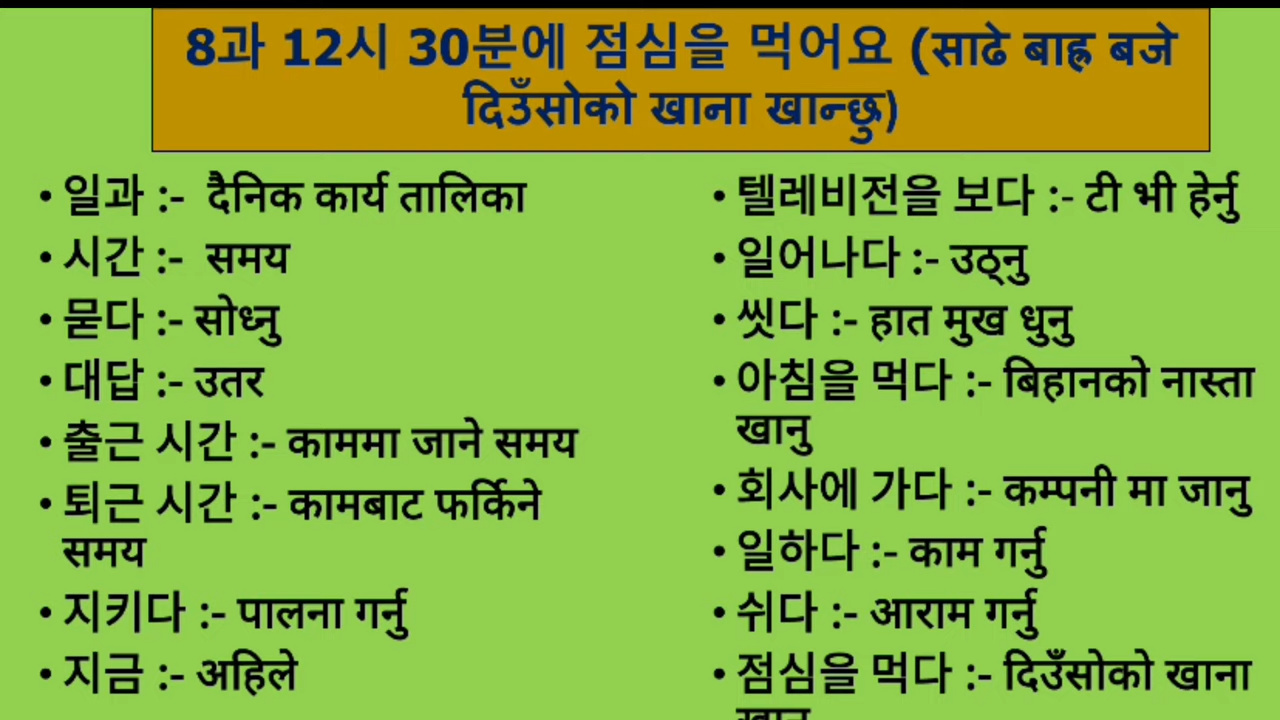 8과 12시 30분에 점심을 먹어요 (साढे बाह्र बजे
दिउँसोको खाना खान्छु)
• 일과 :- दैनिक कार्य तालिका
• 시간 :- समय
• 묻다 :- सोध्नु
• 대답 :- उतर
• 출근 시간 :- काममा जाने समय
• 퇴근 시간 :- कामबाट फर्किने
समय
• 지키다 :- पालना गर्नु
• 지금 :- अहिले
• 텔레비전을 보다 :- टी भी हेर्नु
• 일어나다 :- उठ्नु
• 씻다 :- हात मुख धुनु
• 아침을 먹다 :- बिहानको नास्ता
खानु
• 회사에 가다 :- कम्पनी मा जानु
• 일하다 :- काम गर्नु
• 쉬다 :- आराम गर्नु
• 점심을 먹다 :- दिउँसोको खाना